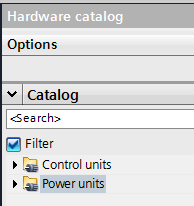 Hardware catalog
Options
Catalog
<Search>
Filter
Control units
Power units